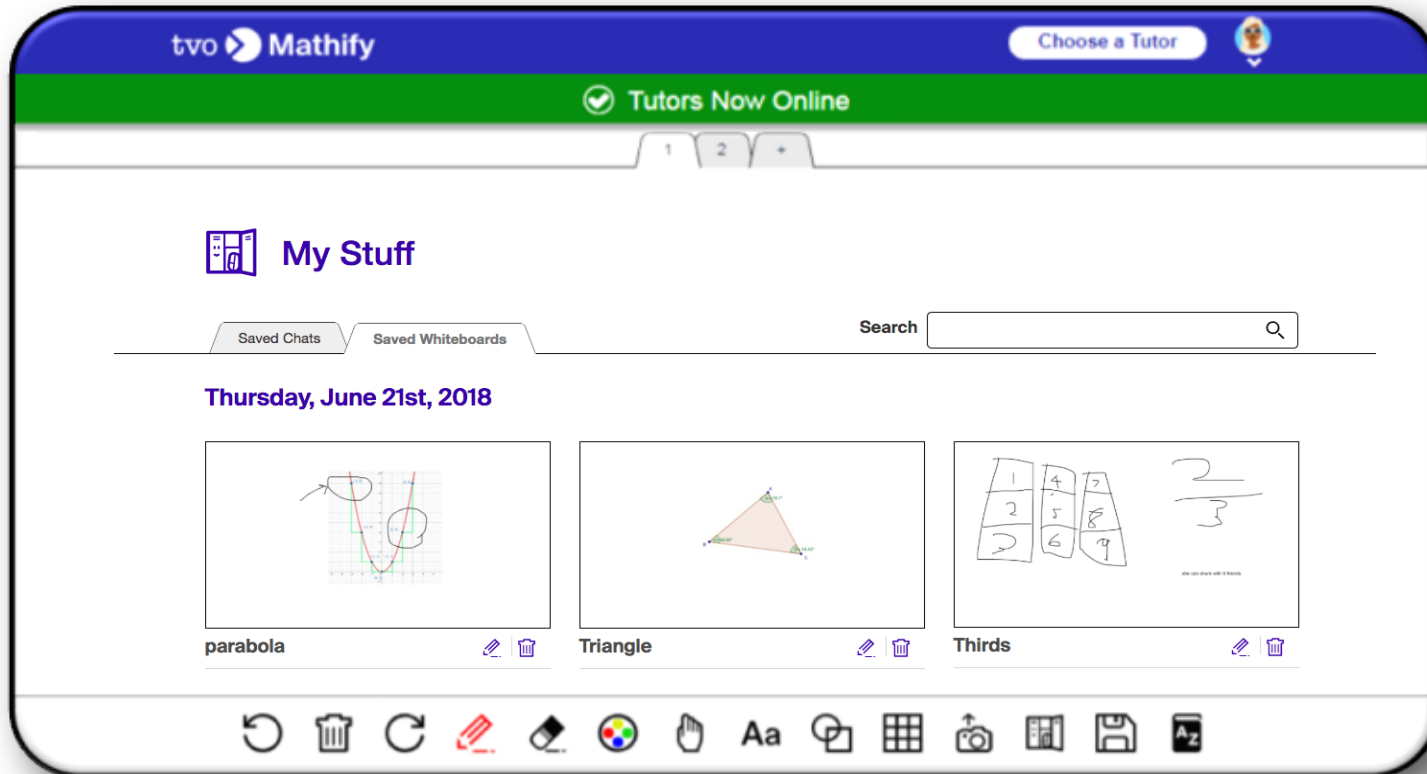 tvo Mathify
Choose a Tutor
Tutors Now Online
1 2 +
My Stuff
Saved Chats Saved Whiteboards Search
Thursday, June 21st, 2018
1 4 7 2
2 5 8 3
3 6 9
parabola Triangle Thirds
Aa AZ